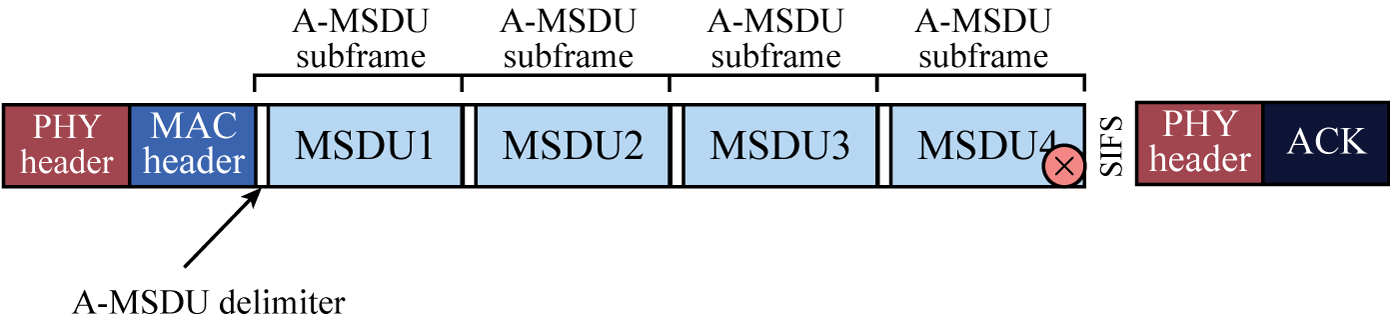 A-MSDU
subframe
A-MSDU
subframe
A-MSDU
subframe
A-MSDU
subframe
PHY
header
MAC
header
MSDU1
MSDU2
MSDU3
MSDU4
SIFS
PHY
header
ACK
A-MSDU delimiter